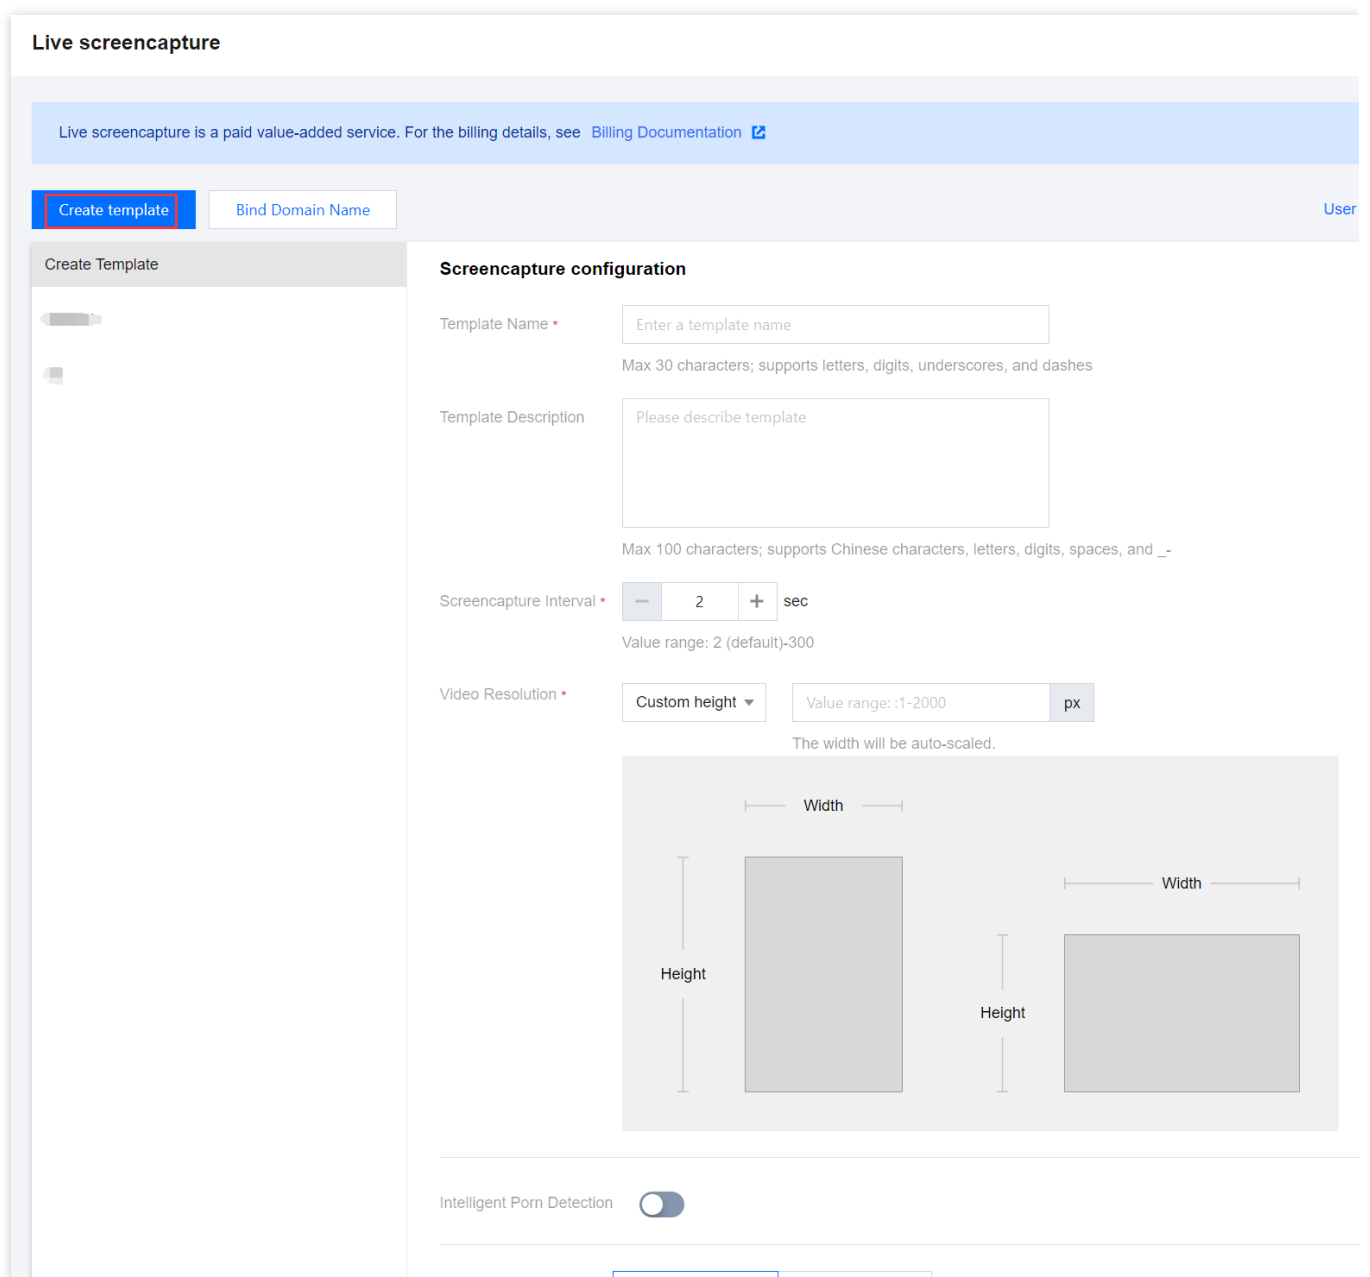 Live screencapture
Live screencapture is a paid value-added service. For the billing details, see Billing Documentation
Create template
Bind Domain Name
User
Create Template
Screencapture configuration
Template Name *
Enter a template name
Max 30 characters; supports letters, digits, underscores, and dashes
Template Description
Please describe template
Max 100 characters; supports Chinese characters, letters, digits, spaces, and _-
Screencapture Interval *
− 2 + sec
Value range: 2 (default)-300
Video Resolution *
Custom height
Value range: :1-2000
px
The width will be auto-scaled.
Width
Width
Height
Height
Intelligent Porn Detection